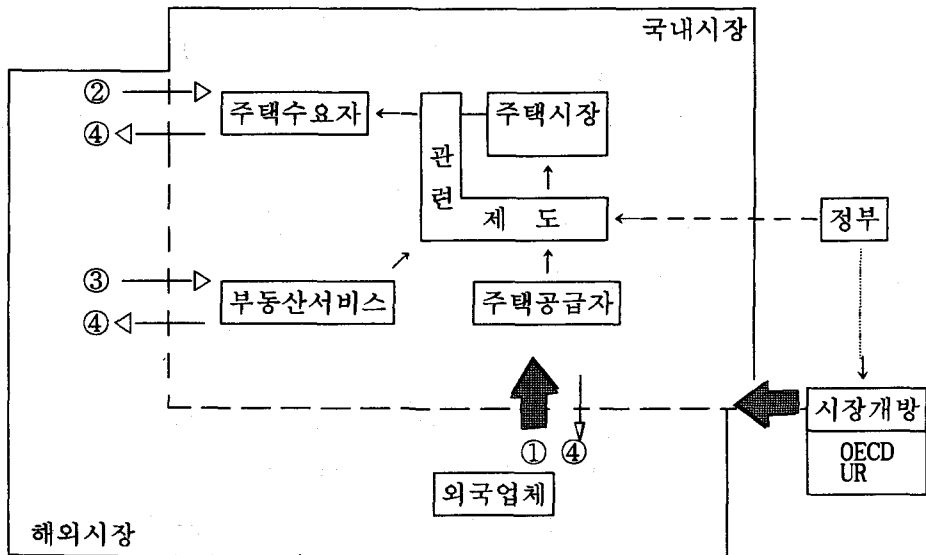 국내시장
②
주택수요자
주택시장
④
관
련
제 도
정부
③
부동산서비스
주택공급자
④
시장개방
OECD
UR
① ④
외국업체
해외시장